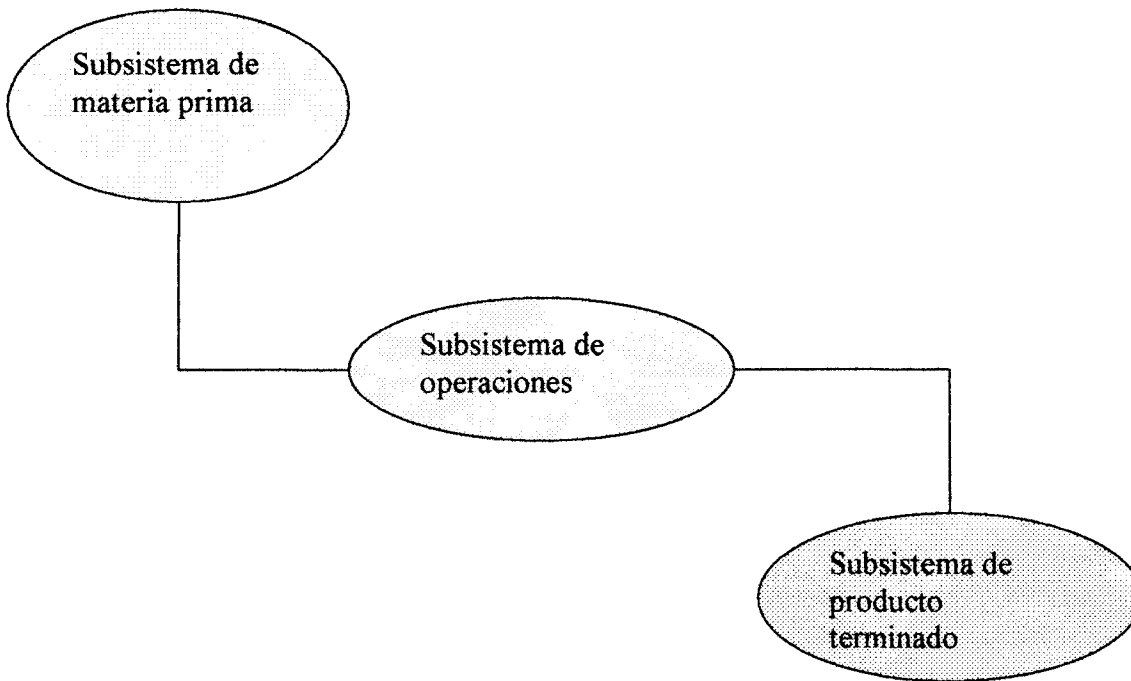 Subsistema de
materia prima
Subsistema de
operaciones
Subsistema de
producto
terminado